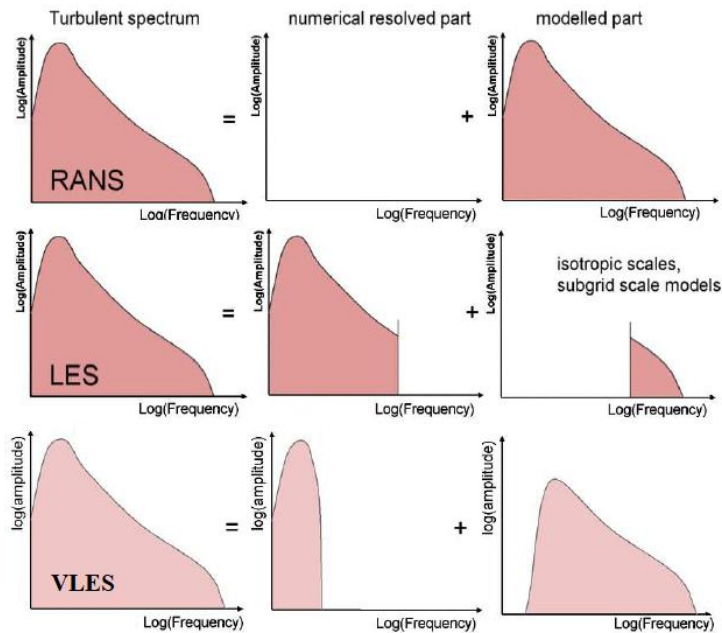 Turbulent spectrum
numerical resolved part
modelled part
Log(Amplitude)
RANS
Log(Frequency)
=
Log(Amplitude)
Log(Frequency)
+
Log(Amplitude)
Log(Frequency)
Log(Amplitude)
LES
Log(Frequency)
=
Log(Amplitude)
Log(Frequency)
+
Log(Amplitude)
isotropic scales,
subgrid scale models
Log(Frequency)
log(amplitude)
VLES
Log(Frequency)
=
log(amplitude)
Log(Frequency)
+
log(amplitude)
Log(Frequency)